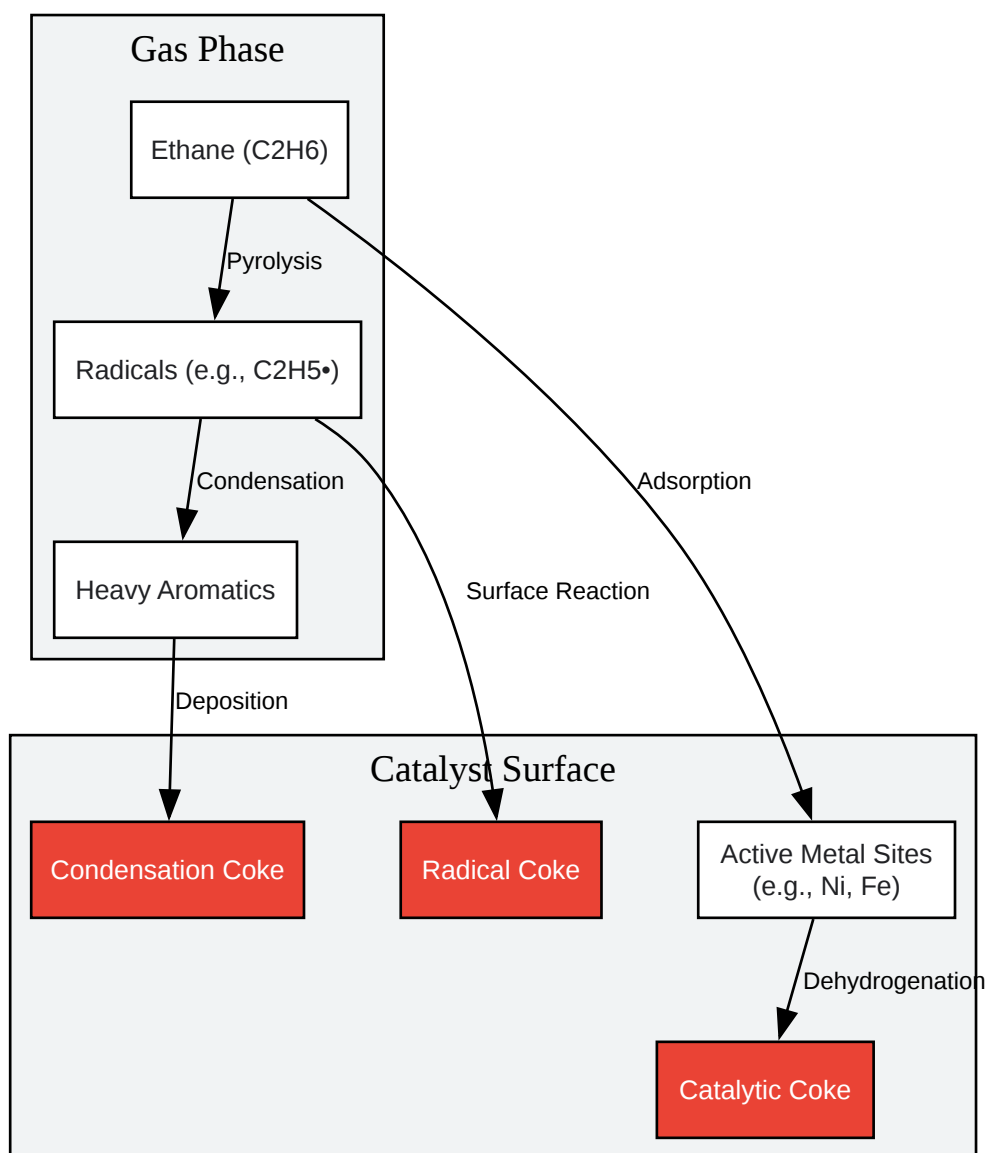 Gas Phase
Ethane (C2H6)
Pyrolysis
Radicals (e.g., C2H5•)
Condensation
Adsorption
Heavy Aromatics
Surface Reaction
Deposition
Catalyst Surface
Condensation Coke
Radical Coke
Active Metal Sites
(e.g., Ni, Fe)
Dehydrogenation
Catalytic Coke